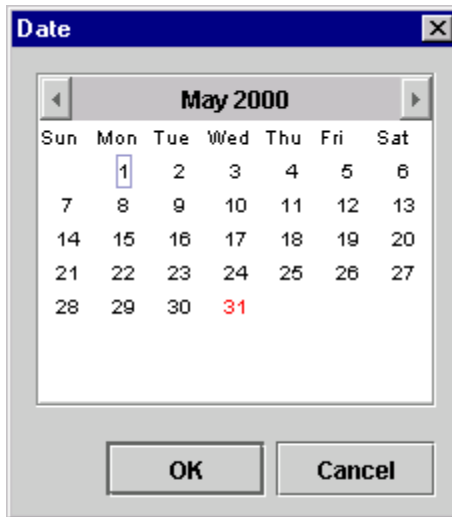 Date
May 2000
Sun Mon Tue Wed Thu Fri Sat
1 2 3 4 5 6
7 8 9 10 11 12 13
14 15 16 17 18 19 20
21 22 23 24 25 26 27
28 29 30 31
OK Cancel